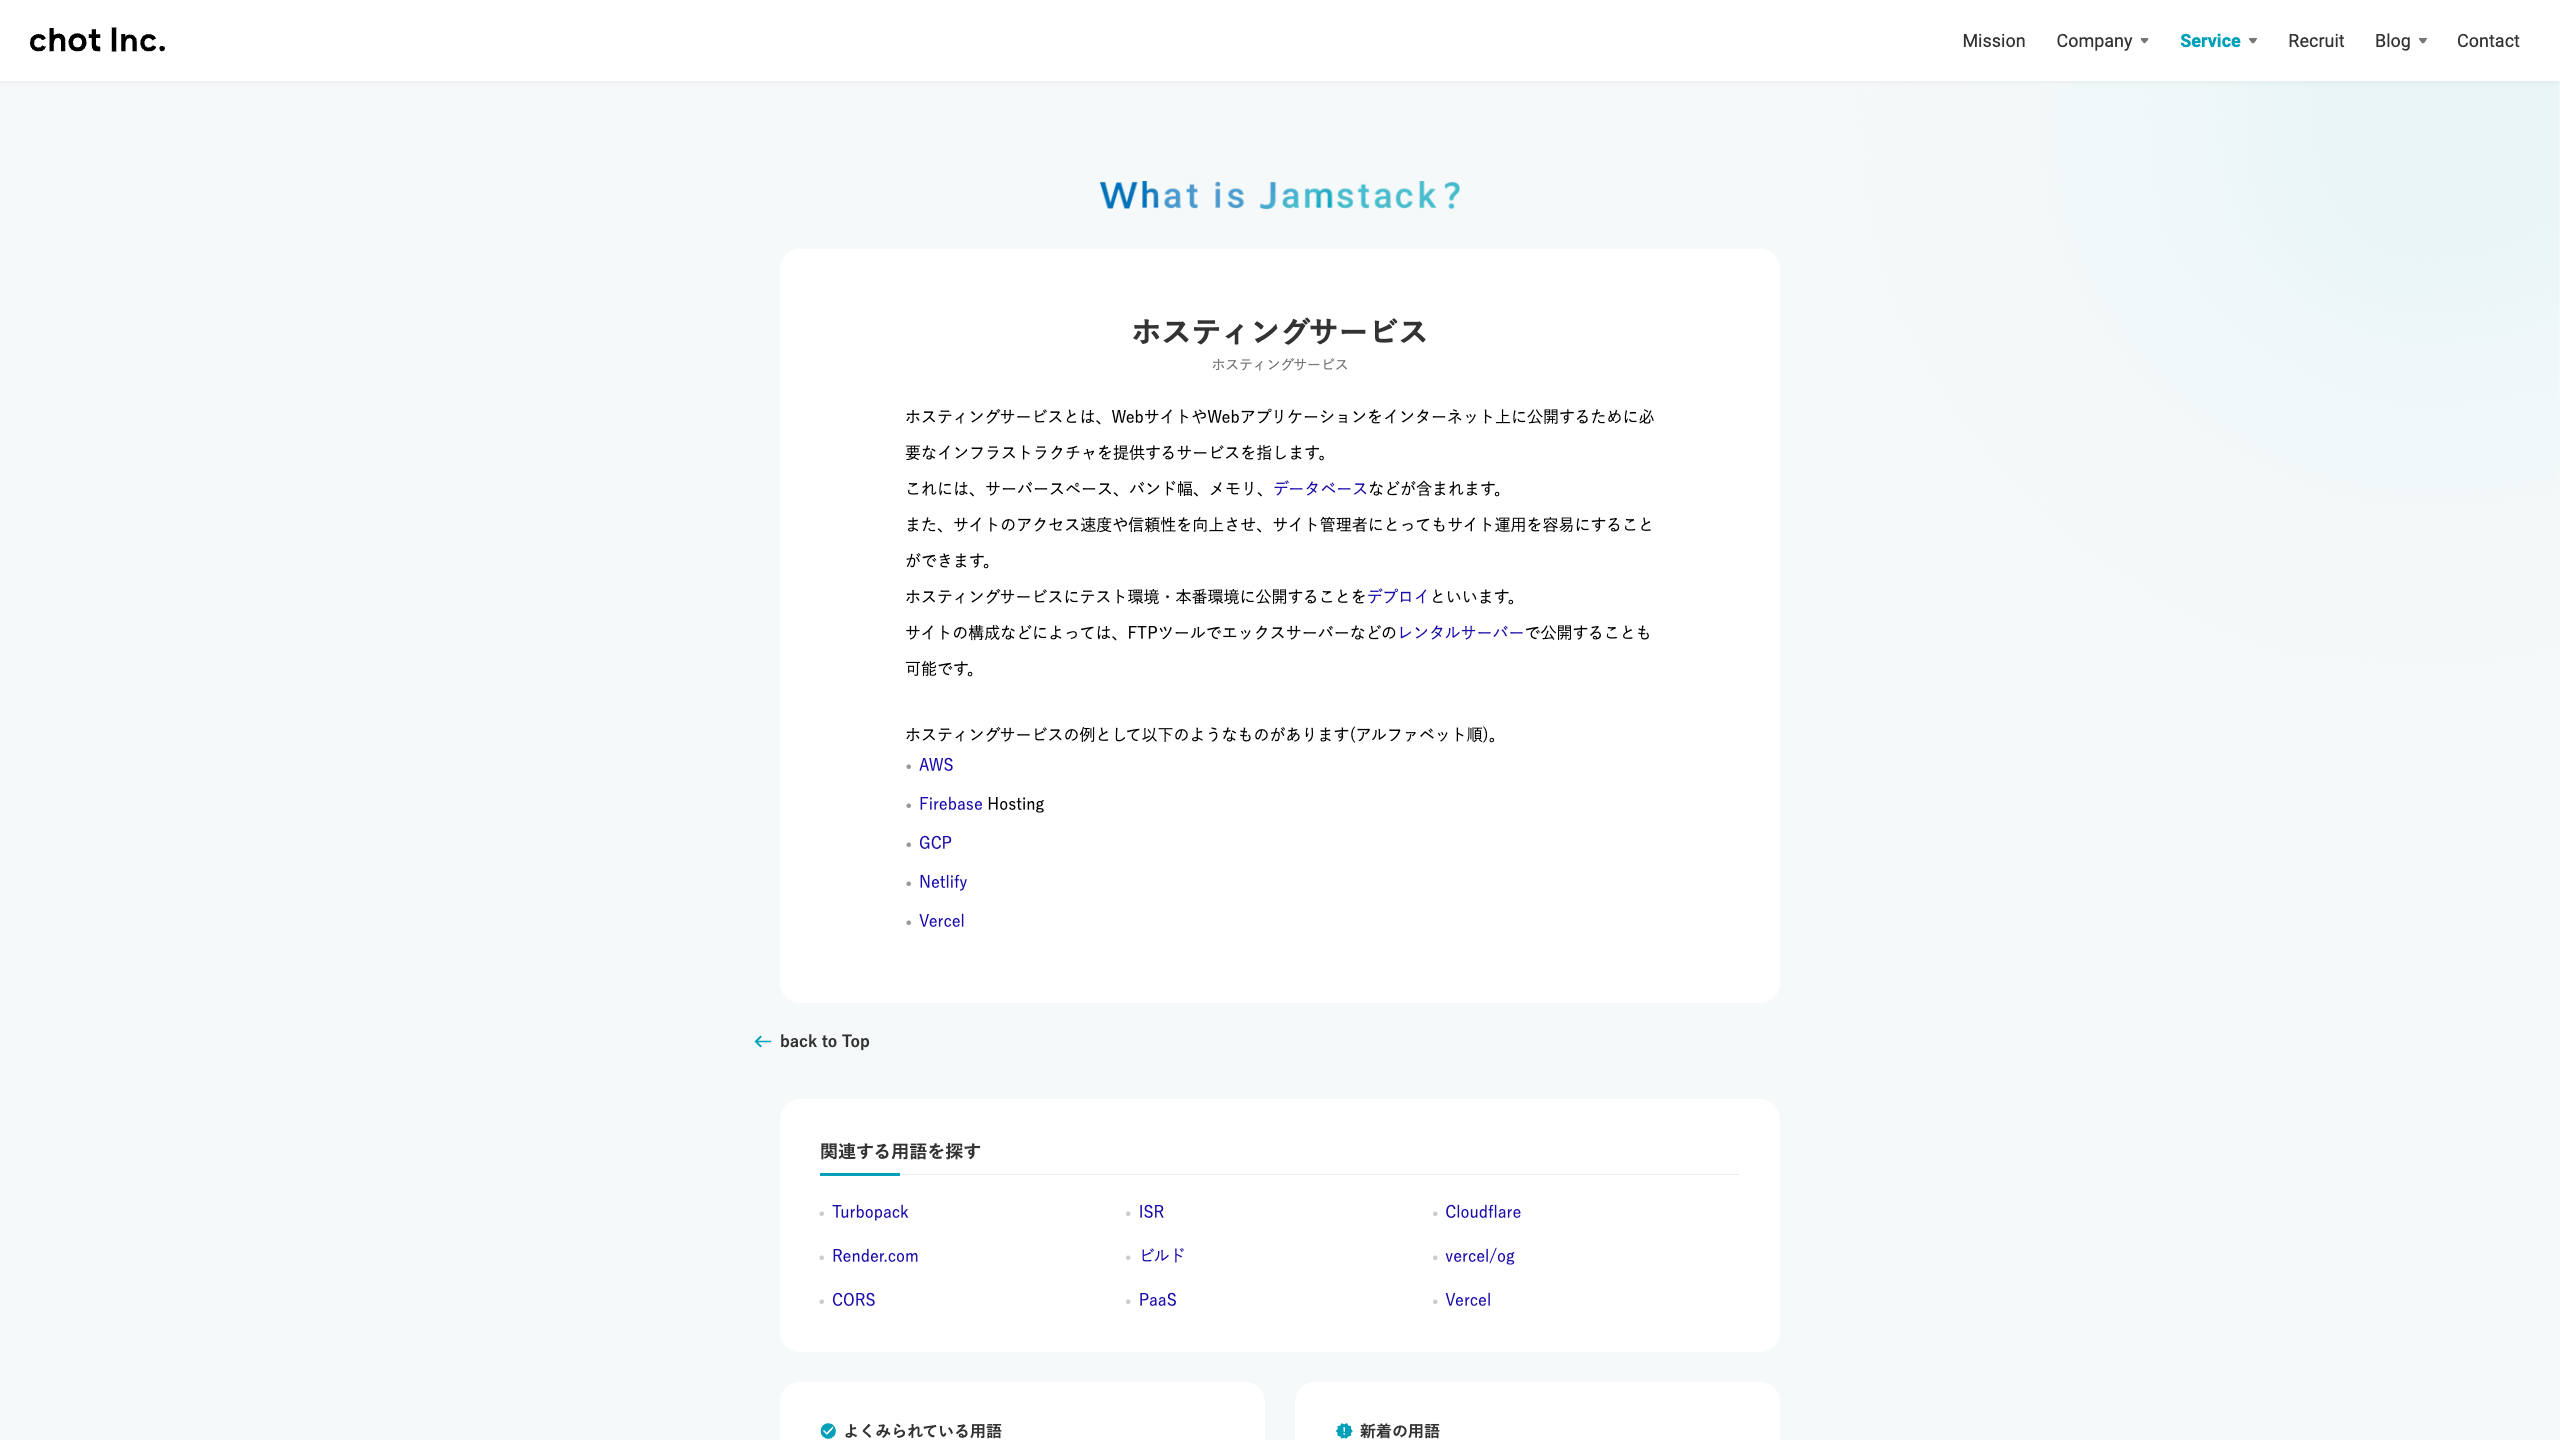 chot Inc.
Mission
Company
Service
Recruit
Blog
Contact
What is Jamstack?
ホスティングサービス
ホスティングサービス
ホスティングサービスとは、WebサイトやWebアプリケーションをインターネット上に公開するために必
要なインフラストラクチャを提供するサービスを指します。
これには、サーバースペース、バンド幅、メモリ、データベースなどが含まれます。
また、サイトのアクセス速度や信頼性を向上させ、サイト管理者にとってもサイト運用を容易にすること
ができます。
ホスティングサービスにテスト環境・本番環境に公開することをデプロイといいます。
サイトの構成などによっては、FTPツールでエックスサーバーなどのレンタルサーバーで公開することも
可能です。
ホスティングサービスの例として以下のようなものがあります(アルファベット順)。
AWS
Firebase Hosting
GCP
Netlify
Vercel
back to Top
関連する用語を探す
Turbopack
ISR
Cloudflare
Render.com
ビルド
vercel/og
CORS
PaaS
Vercel
よくみられている用語
新着の用語